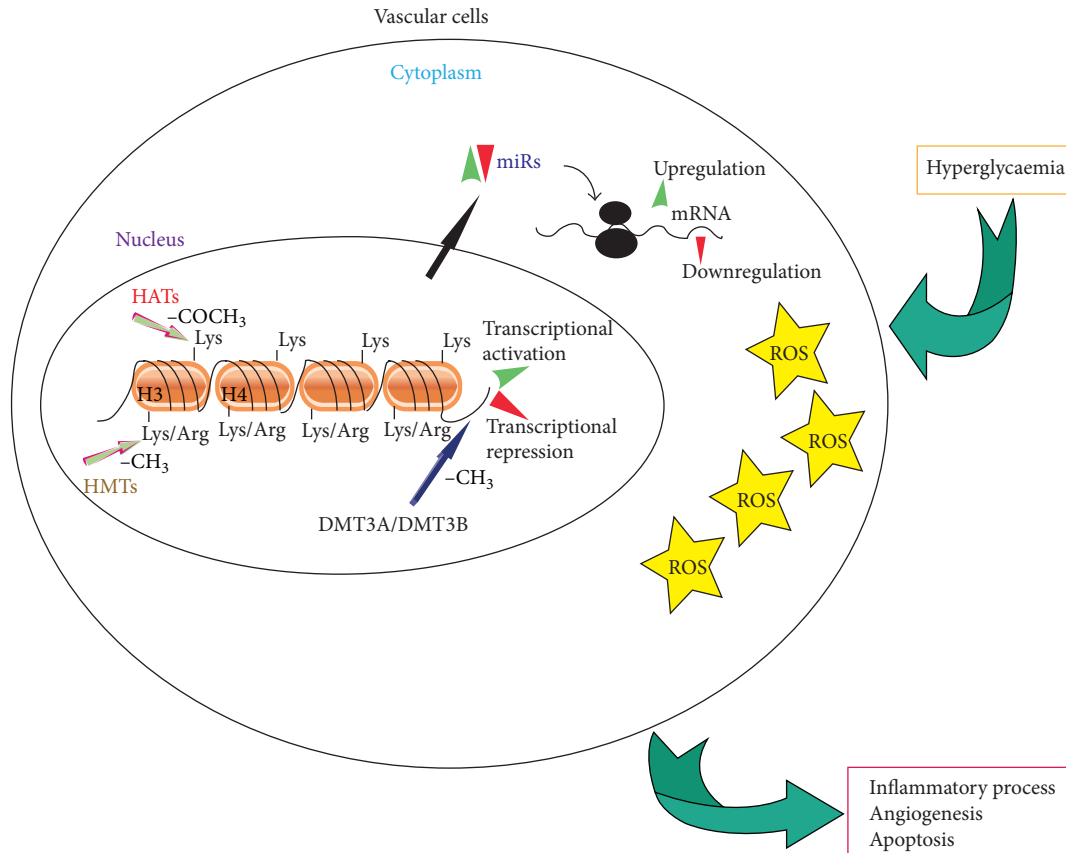 Vascular cells
Cytoplasm
miRs
Upregulation
mRNA
Downregulation
Hyperglycaemia
Nucleus
HATs
–COCH3
Lys
Lys
Lys
Lys
Transcriptional
activation
H3
H4
Lys/Arg
Lys/Arg
Lys/Arg
Lys/Arg
Transcriptional
repression
–CH3
HMTs
–CH3
DMT3A/DMT3B
ROS
ROS
ROS
ROS
Inflammatory process
Angiogenesis
Apoptosis